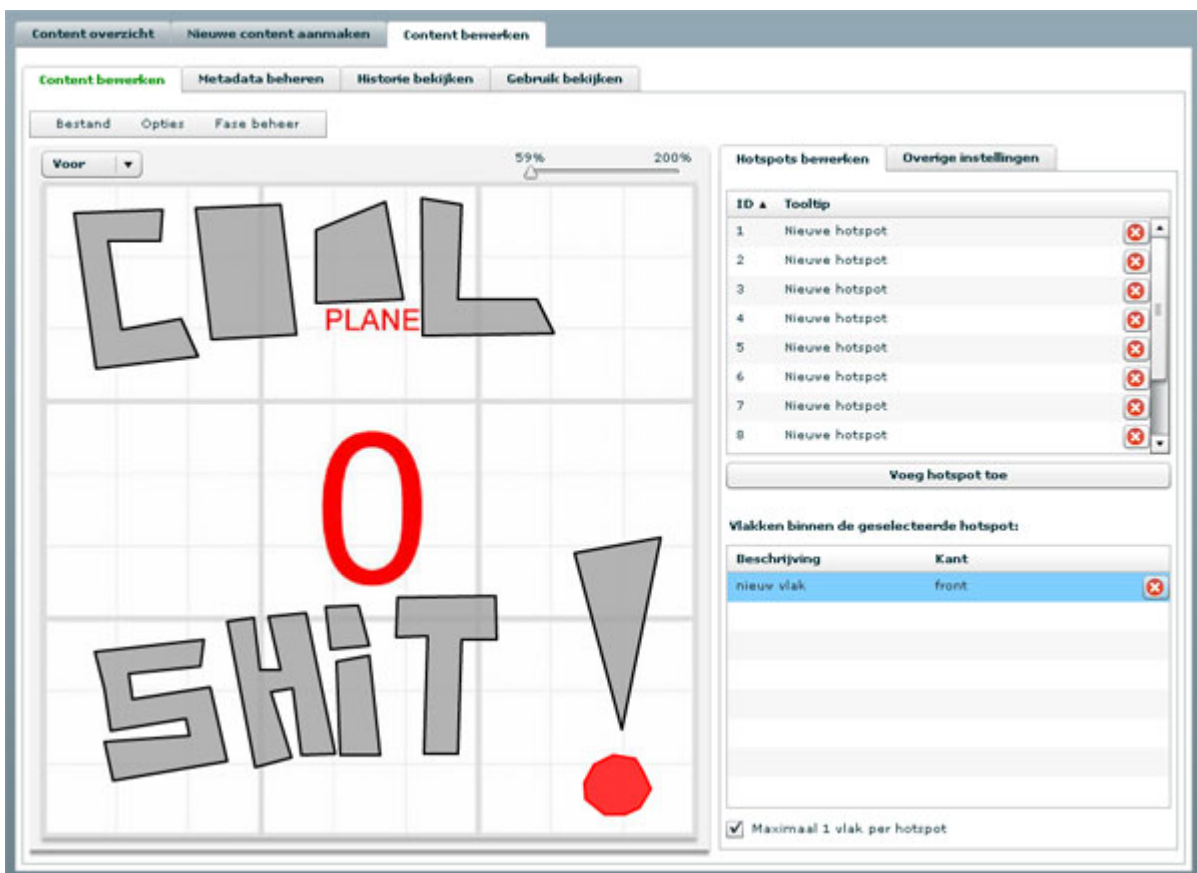 Content overzicht Nieuwe content aanmaken Content bewerken
Content bewerken Metadata beheren Historie bekijken Gebruik bekijken
Bestand Opties Fase beheer
Voor 59% 200%
COOL
PLANE
0
SHiT!
Hotspots bewerken Overige instellingen
ID Tooltip
1 Nieuwe hotspot
2 Nieuwe hotspot
3 Nieuwe hotspot
4 Nieuwe hotspot
5 Nieuwe hotspot
6 Nieuwe hotspot
7 Nieuwe hotspot
8 Nieuwe hotspot
Voeg hotspot toe
Vlakken binnen de geselecteerde hotspot:
Beschrijving Kant
nieuw vlak front
Maximaal 1 vlak per hotspot